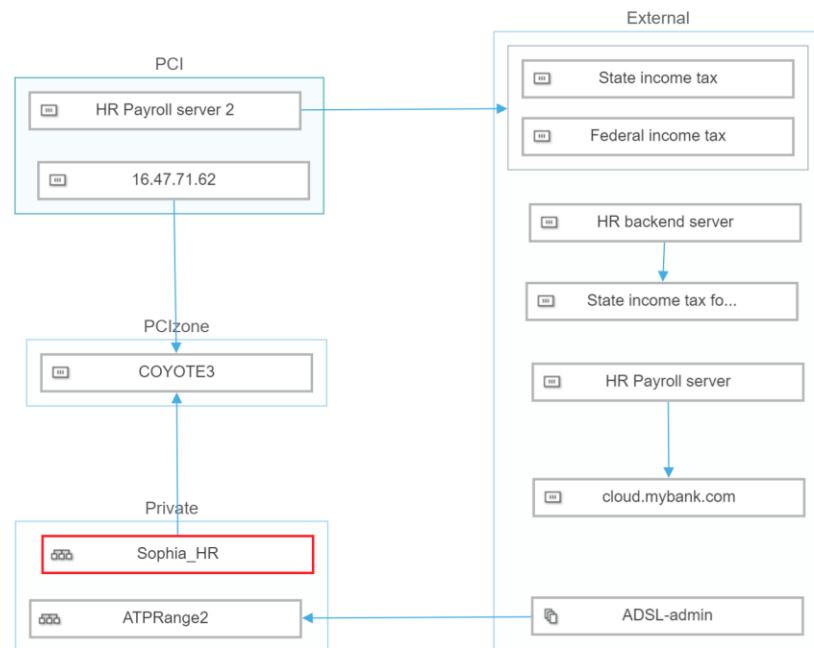 PCI
HR Payroll server 2
16.47.71.62
PCIzone
COYOTE3
Private
Sophia_HR
ATPRange2
External
State income tax
Federal income tax
HR backend server
State income tax fo...
HR Payroll server
cloud.mybank.com
ADSL-admin